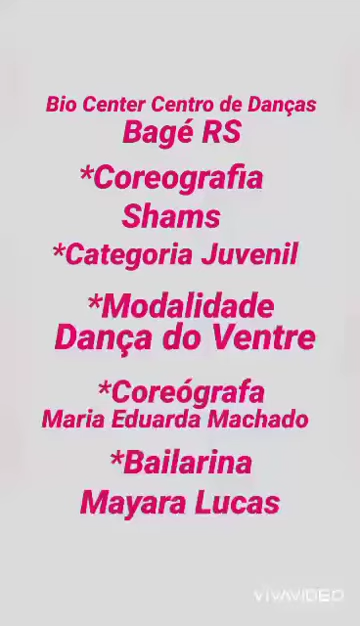 Bio Center Centro de Danças
Bagé RS
*Coreografia
Shams
*Categoria Juvenil
*Modalidade
Dança do Ventre
*Coreógrafa
Maria Eduarda Machado
*Bailarina
Mayara Lucas
VIVAVIDEO